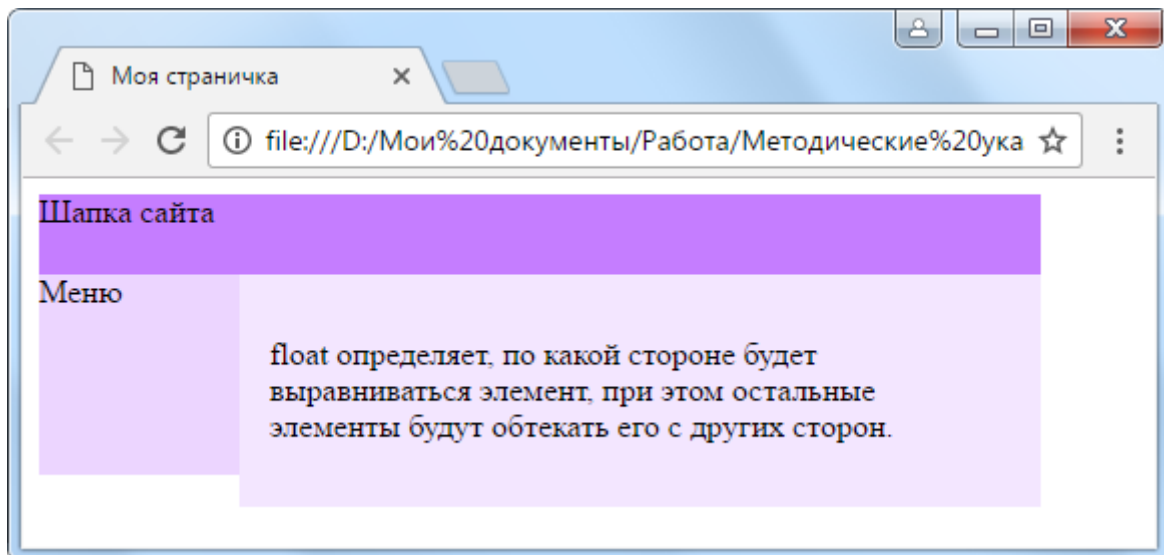 Моя страничка
file:///D:/Мои%20документы/Работа/Методические%20ука
Шапка сайта
Меню
float определяет, по какой стороне будет
выравниваться элемент, при этом остальные
элементы будут обтекать его с других сторон.